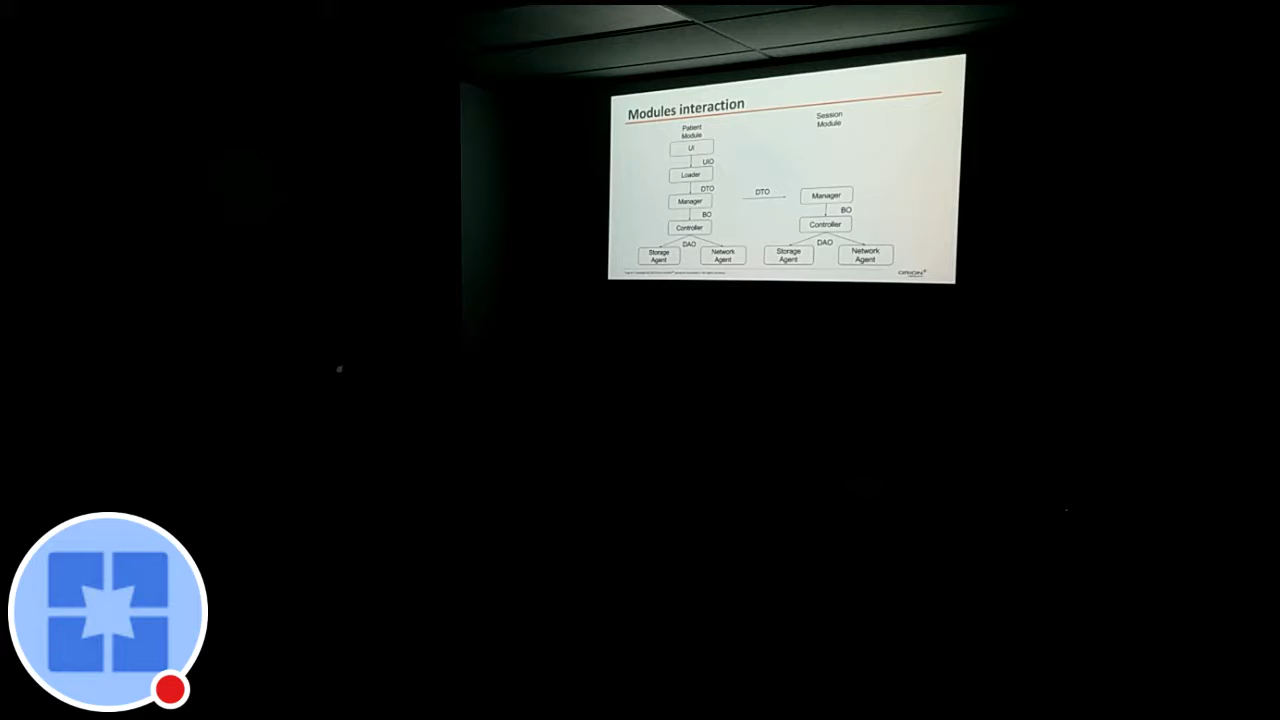 Modules interaction
Patient
Module
UI
UIO
Loader
DTO
Manager
BO
Controller
DAO
Storage
Agent
Network
Agent
DTO
Session
Module
Manager
BO
Controller
DAO
Storage
Agent
Network
Agent
ORION